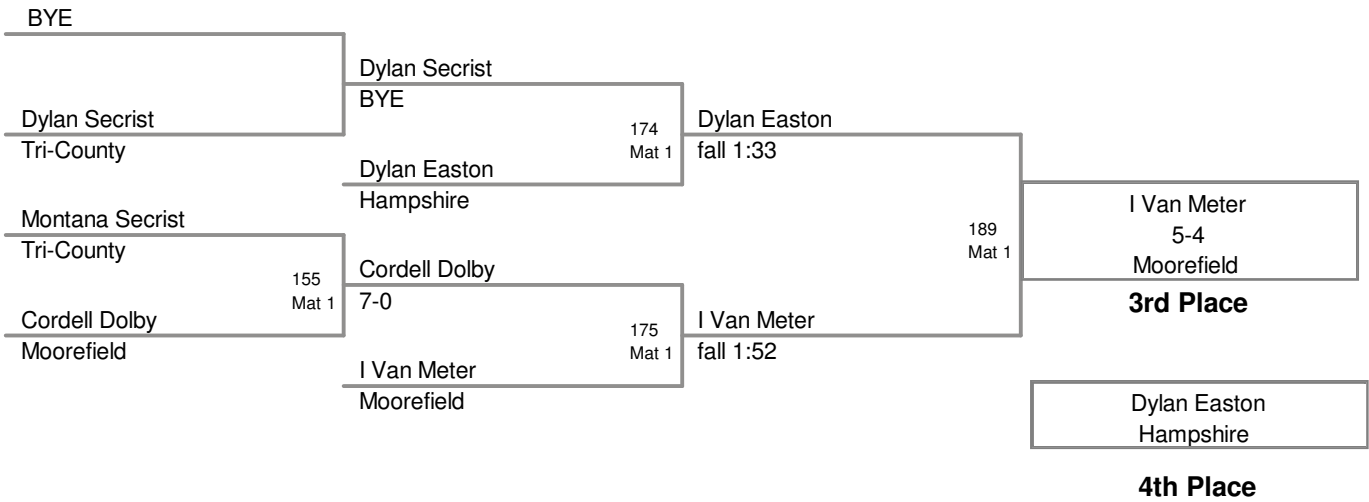 BYE
Dylan Secrist
BYE
Dylan Secrist
Tri-County
174
Mat 1
Dylan Easton
fall 1:33
Dylan Easton
Hampshire
Montana Secrist
Tri-County
155
Mat 1
Cordell Dolby
7-0
Cordell Dolby
Moorefield
175
Mat 1
I Van Meter
fall 1:52
I Van Meter
Moorefield
189
Mat 1
I Van Meter
5-4
Moorefield
3rd Place
Dylan Easton
Hampshire
4th Place